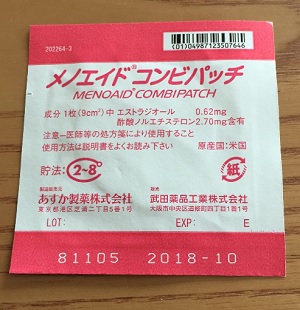 202264-3
(01)04987123507646
メノエイド®コンビパッチ
MENOAID® COMBIPATCH
成分 1枚(9cm²)中 エストラジオール 0.62mg
酢酸ノルエチステロン 2.70mg含有
注意-医師等の処方箋により使用すること
使用方法は説明書をよくお読み下さい 原産国:米国
貯法: 2~8° 紙
製造販売元
あすか製薬株式会社
東京都港区芝浦二丁目5番1号
販売
武田薬品工業株式会社
大阪市中央区道修町四丁目1番1号
LOT: EXP: E
81105 2018-10